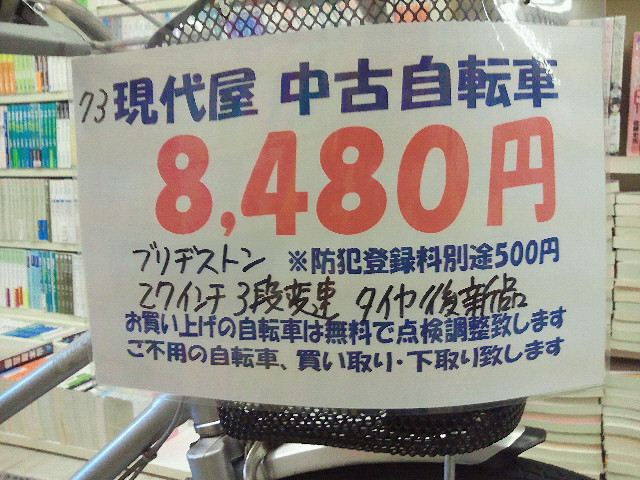 73 現代屋 中古自転車
8,480円
ブリヂストン ※防犯登録料別途500円
27インチ 3段変速 タイヤ後新品
お買い上げの自転車は無料で点検調整致します
ご不用の自転車、買い取り・下取り致します